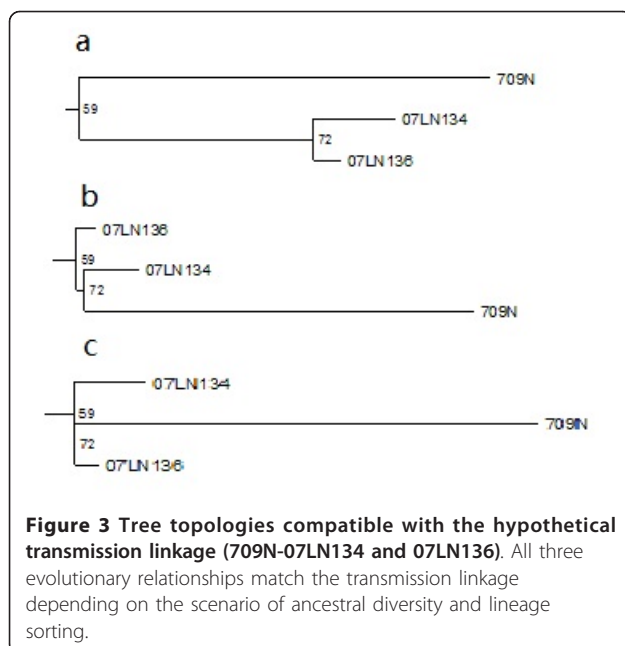 a
709N
59
07LN134
72
07LN136
b
07LN136
59
07LN134
72
709N
c
07LN134
59
709N
72
07LN136
Figure 3 Tree topologies compatible with the hypothetical
transmission linkage (709N-07LN134 and 07LN136). All three
evolutionary relationships match the transmission linkage
depending on the scenario of ancestral diversity and lineage
sorting.